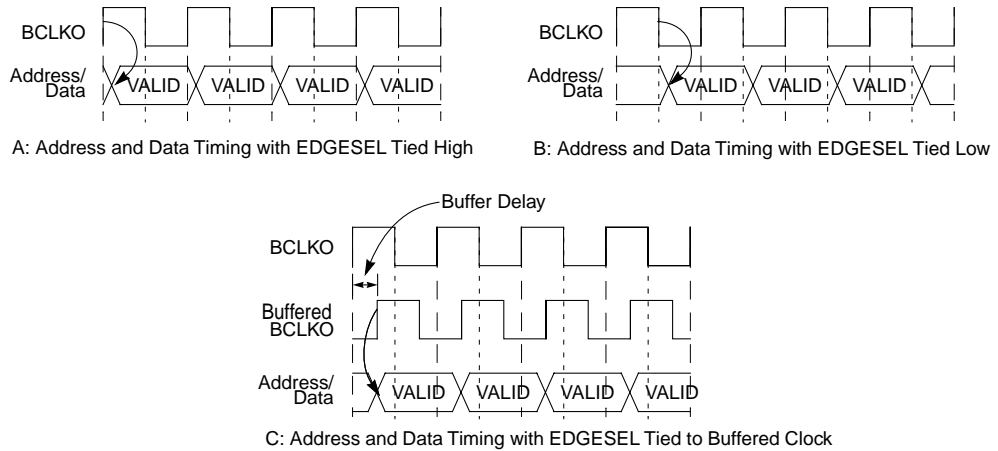 BCLKO
Address/
Data
VALID VALID VALID VALID
A: Address and Data Timing with EDGESEL Tied High
BCLKO
Address/
Data
VALID VALID VALID
B: Address and Data Timing with EDGESEL Tied Low
Buffer Delay
BCLKO
Buffered
BCLKO
Address/
Data
VALID VALID VALID VALID
C: Address and Data Timing with EDGESEL Tied to Buffered Clock